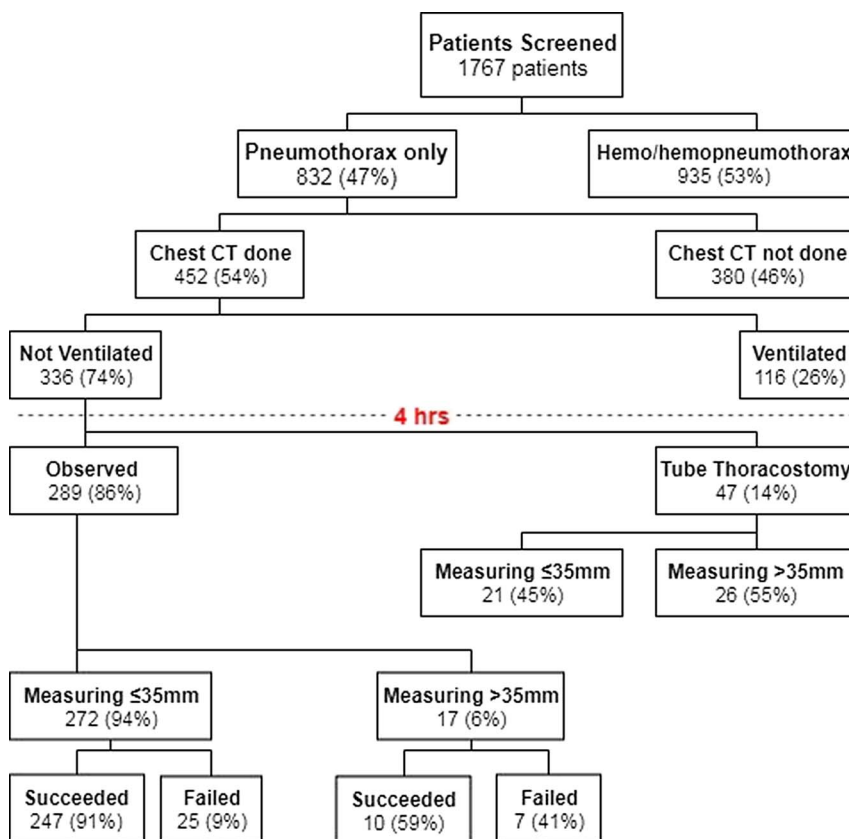 Patients Screened
1767 patients
Pneumothorax only
832 (47%)
Hemo/hemopneumothorax
935 (53%)
Chest CT done
452 (54%)
Chest CT not done
380 (46%)
Not Ventilated
336 (74%)
Ventilated
116 (26%)
4 hrs
Observed
289 (86%)
Tube Thoracostomy
47 (14%)
Measuring ≤35mm
21 (45%)
Measuring >35mm
26 (55%)
Measuring ≤35mm
272 (94%)
Measuring >35mm
17 (6%)
Succeeded
247 (91%)
Failed
25 (9%)
Succeeded
10 (59%)
Failed
7 (41%)